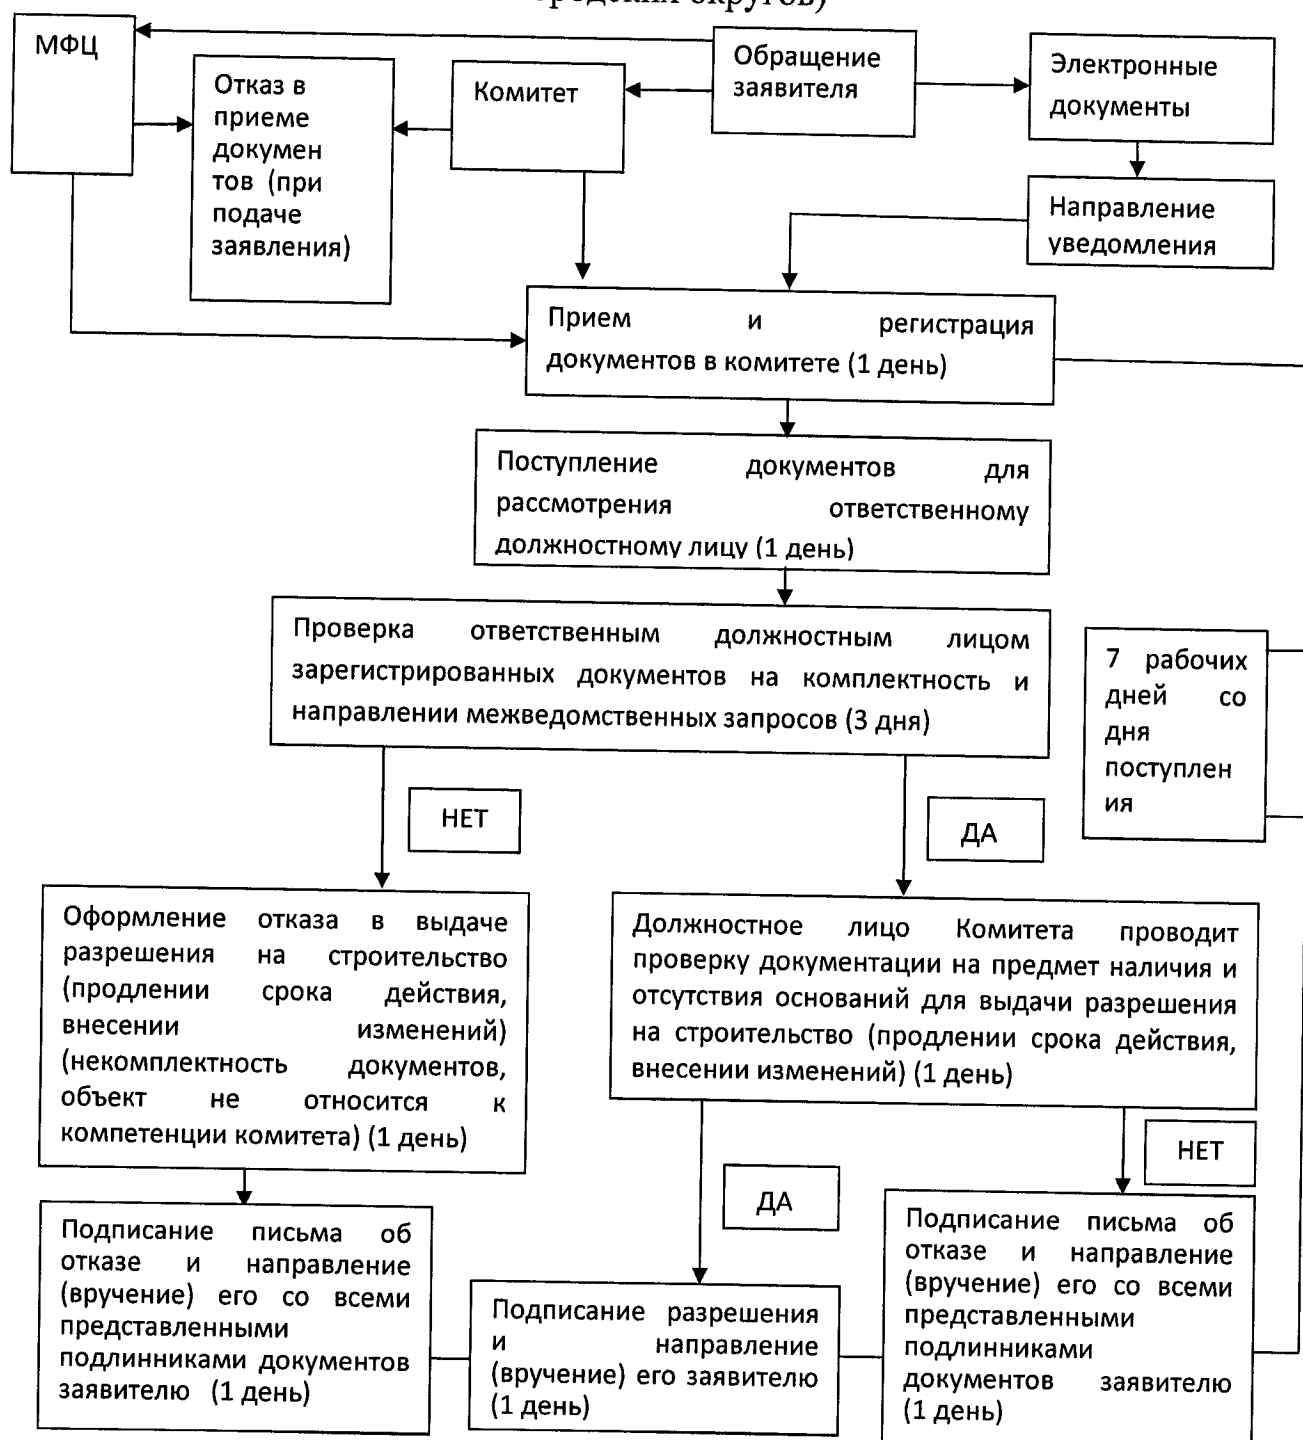 городских округов)
МФЦ
Отказ в
приеме
докумен
тов (при
подаче
заявления)
Комитет
Обращение
заявителя
Электронные
документы
Направление
уведомления
Прием и регистрация
документов в комитете (1 день)
Поступление документов для
рассмотрения ответственному
должностному лицу (1 день)
Проверка ответственным должностным лицом
зарегистрированных документов на комплектность и
направлении межведомственных запросов (3 дня)
7 рабочих
дней со
дня
поступлен
ия
НЕТ
ДА
Оформление отказа в выдаче
разрешения на строительство
(продлении срока действия,
внесении изменений)
(некомплектность документов,
объект не относится к
компетенции комитета) (1 день)
Должностное лицо Комитета проводит
проверку документации на предмет наличия и
отсутствия оснований для выдачи разрешения
на строительство (продлении срока действия,
внесении изменений) (1 день)
ДА
НЕТ
Подписание письма об
отказе и направление
(вручение) его со всеми
представленными
подлинниками документов
заявителю (1 день)
Подписание разрешения
и направление
(вручение) его заявителю
(1 день)
Подписание письма об
отказе и направление
(вручение) его со всеми
представленными
подлинниками
документов заявителю
(1 день)